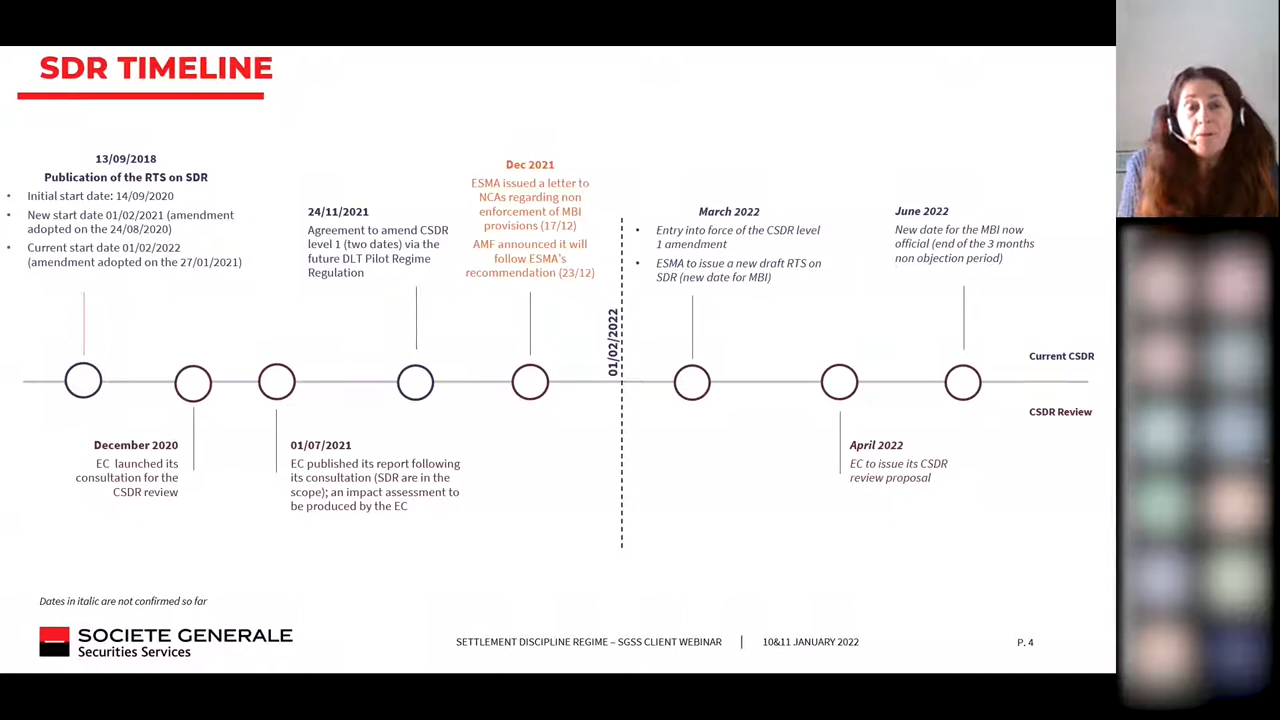 SDR TIMELINE
13/09/2018
Publication of the RTS on SDR
• Initial start date: 14/09/2020
• New start date 01/02/2021 (amendment
adopted on the 24/08/2020)
• Current start date 01/02/2022
(amendment adopted on the 27/01/2021)
24/11/2021
Agreement to amend CSDR
level 1 (two dates) via the
future DLT Pilot Regime
Regulation
Dec 2021
ESMA issued a letter to
NCAs regarding non
enforcement of MBI
provisions (17/12)
AMF announced it will
follow ESMA's
recommendation (23/12)
01/02/2022
March 2022
• Entry into force of the CSDR level
1 amendment
• ESMA to issue a new draft RTS on
SDR (new date for MBI)
June 2022
New date for the MBI now
official (end of the 3 months
non objection period)
Current CSDR
CSDR Review
December 2020
EC launched its
consultation for the
CSDR review
01/07/2021
EC published its report following
its consultation (SDR are in the
scope); an impact assessment to
be produced by the EC
April 2022
EC to issue its CSDR
review proposal
Dates in italic are not confirmed so far
SOCIETE GENERALE
Securities Services
SETTLEMENT DISCIPLINE REGIME – SGSS CLIENT WEBINAR | 10&11 JANUARY 2022
P. 4